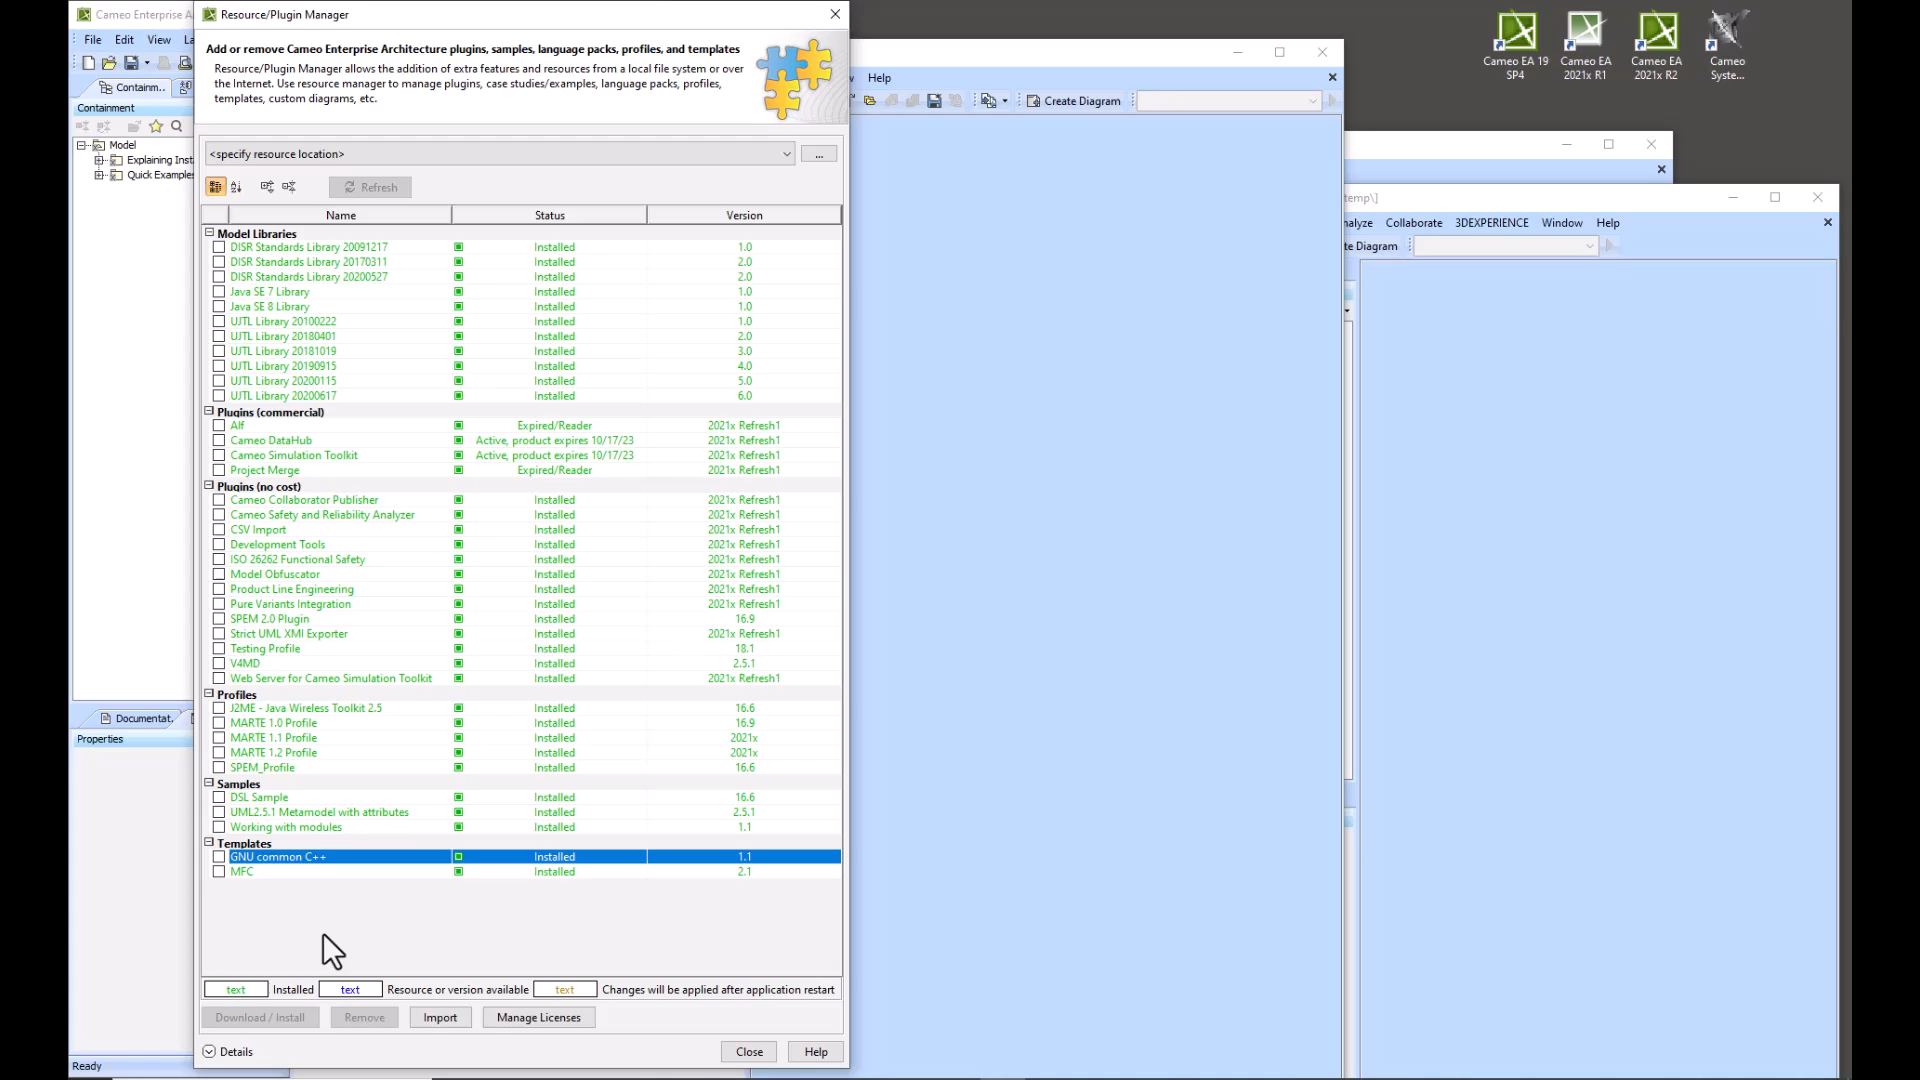 Cameo Enterprise A
Resource/Plugin Manager
File Edit View La
Containm..
Containment
Model
Explaining Inst
Quick Examples
Documentat.
Properties
Ready
Add or remove Cameo Enterprise Architecture plugins, samples, language packs, profiles, and templates
Resource/Plugin Manager allows the addition of extra features and resources from a local file system or over
the Internet. Use resource manager to manage plugins, case studies/examples, language packs, profiles,
templates, custom diagrams, etc.
<specify resource location>
...
Refresh
Name Status Version
Model Libraries
DISR Standards Library 20091217 Installed 1.0
DISR Standards Library 20170311 Installed 2.0
DISR Standards Library 20200527 Installed 2.0
Java SE 7 Library Installed 1.0
Java SE 8 Library Installed 1.0
UJTL Library 20100222 Installed 1.0
UJTL Library 20180401 Installed 2.0
UJTL Library 20181019 Installed 3.0
UJTL Library 20190915 Installed 4.0
UJTL Library 20200115 Installed 5.0
UJTL Library 20200617 Installed 6.0
Plugins (commercial)
Alf Expired/Reader 2021x Refresh1
Cameo DataHub Active, product expires 10/17/23 2021x Refresh1
Cameo Simulation Toolkit Active, product expires 10/17/23 2021x Refresh1
Project Merge Expired/Reader 2021x Refresh1
Plugins (no cost)
Cameo Collaborator Publisher Installed 2021x Refresh1
Cameo Safety and Reliability Analyzer Installed 2021x Refresh1
CSV Import Installed 2021x Refresh1
Development Tools Installed 2021x Refresh1
ISO 26262 Functional Safety Installed 2021x Refresh1
Model Obfuscator Installed 2021x Refresh1
Product Line Engineering Installed 2021x Refresh1
Pure Variants Integration Installed 2021x Refresh1
SPEM 2.0 Plugin Installed 16.9
Strict UML XMI Exporter Installed 2021x Refresh1
Testing Profile Installed 18.1
V4MD Installed 2.5.1
Web Server for Cameo Simulation Toolkit Installed 2021x Refresh1
Profiles
J2ME - Java Wireless Toolkit 2.5 Installed 16.6
MARTE 1.0 Profile Installed 16.9
MARTE 1.1 Profile Installed 2021x
MARTE 1.2 Profile Installed 2021x
SPEM_Profile Installed 16.6
Samples
DSL Sample Installed 16.6
UML2.5.1 Metamodel with attributes Installed 2.5.1
Working with modules Installed 1.1
Templates
GNU common C++ Installed 1.1
MFC Installed 2.1
text Installed text Resource or version available text Changes will be applied after application restart
Download / Install Remove Import Manage Licenses
Details Close Help
Help
Create Diagram
temp\]
nalyze Collaborate 3DEXPERIENCE Window Help
te Diagram
Cameo EA 19
SP4
Cameo EA
2021x R1
Cameo EA
2021x R2
Cameo
Syste...